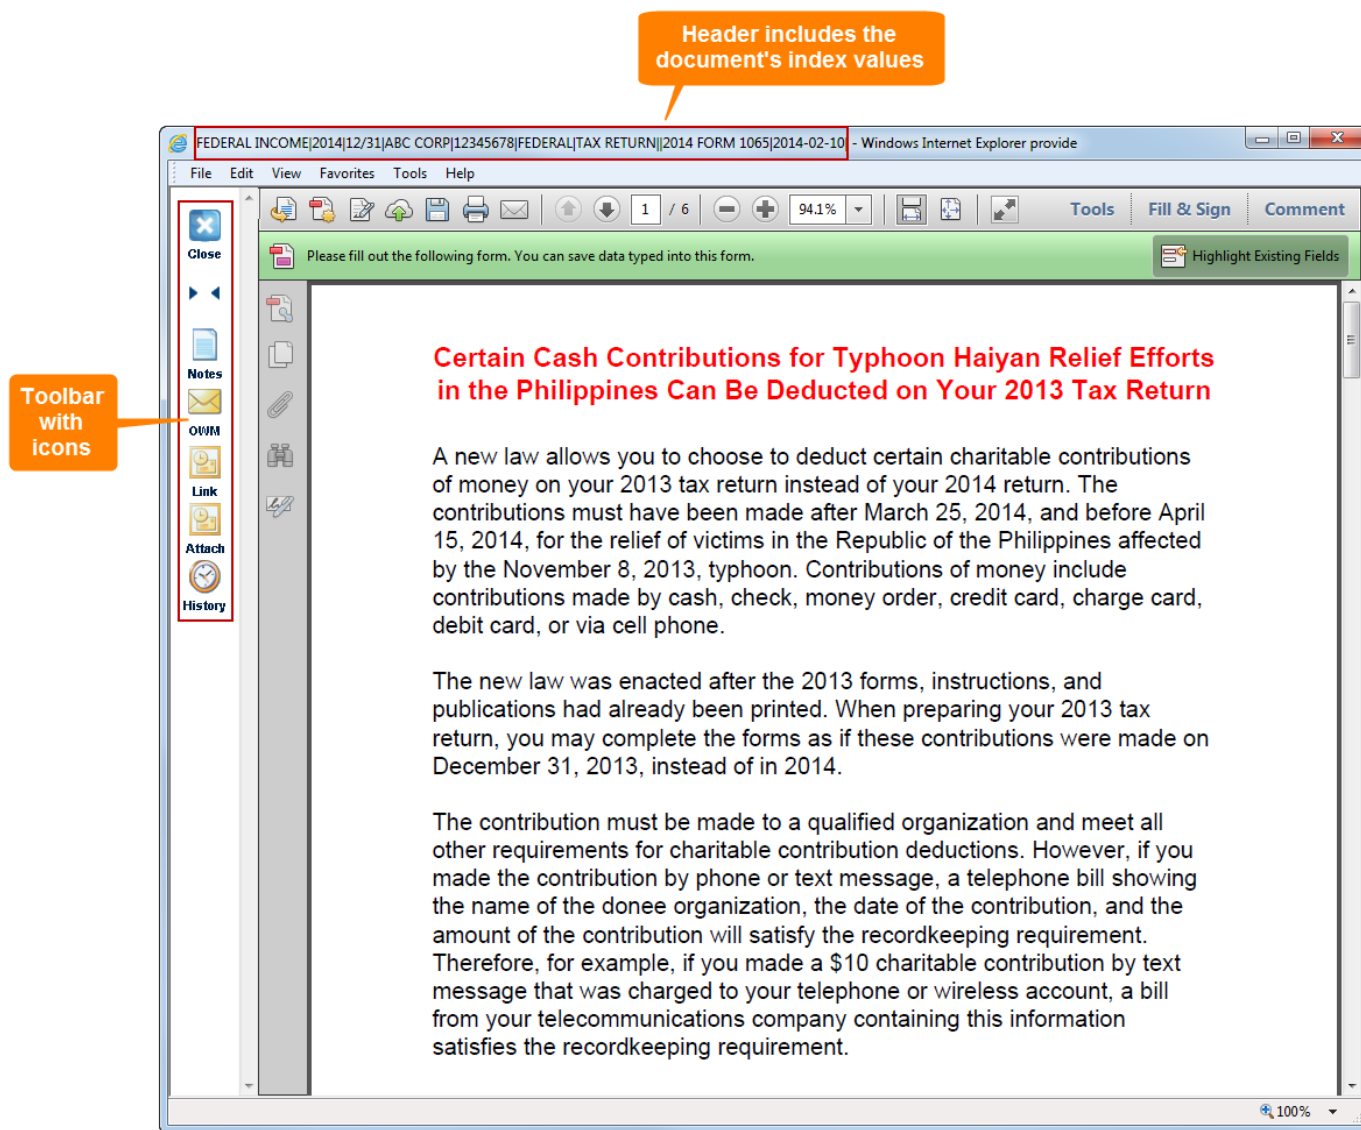 Header includes the
document's index values
FEDERAL INCOME|2014|12/31|ABC CORP|12345678|FEDERAL|TAX RETURN||2014 FORM 1065|2014-02-10| - Windows Internet Explorer provide
File Edit View Favorites Tools Help
1 / 6 94.1% Tools Fill & Sign Comment
Close
Please fill out the following form. You can save data typed into this form. Highlight Existing Fields
Notes
OWM
Link
Attach
History
Toolbar
with
icons
Certain Cash Contributions for Typhoon Haiyan Relief Efforts
in the Philippines Can Be Deducted on Your 2013 Tax Return
A new law allows you to choose to deduct certain charitable contributions
of money on your 2013 tax return instead of your 2014 return. The
contributions must have been made after March 25, 2014, and before April
15, 2014, for the relief of victims in the Republic of the Philippines affected
by the November 8, 2013, typhoon. Contributions of money include
contributions made by cash, check, money order, credit card, charge card,
debit card, or via cell phone.
The new law was enacted after the 2013 forms, instructions, and
publications had already been printed. When preparing your 2013 tax
return, you may complete the forms as if these contributions were made on
December 31, 2013, instead of in 2014.
The contribution must be made to a qualified organization and meet all
other requirements for charitable contribution deductions. However, if you
made the contribution by phone or text message, a telephone bill showing
the name of the donee organization, the date of the contribution, and the
amount of the contribution will satisfy the recordkeeping requirement.
Therefore, for example, if you made a $10 charitable contribution by text
message that was charged to your telephone or wireless account, a bill
from your telecommunications company containing this information
satisfies the recordkeeping requirement.
100%